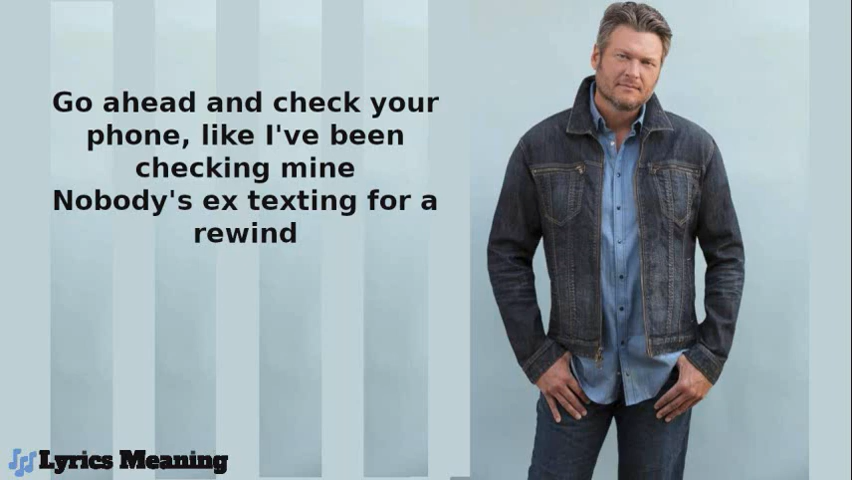 Go ahead and check your
phone, like I've been
checking mine
Nobody's ex texting for a
rewind
Lyrics Meaning